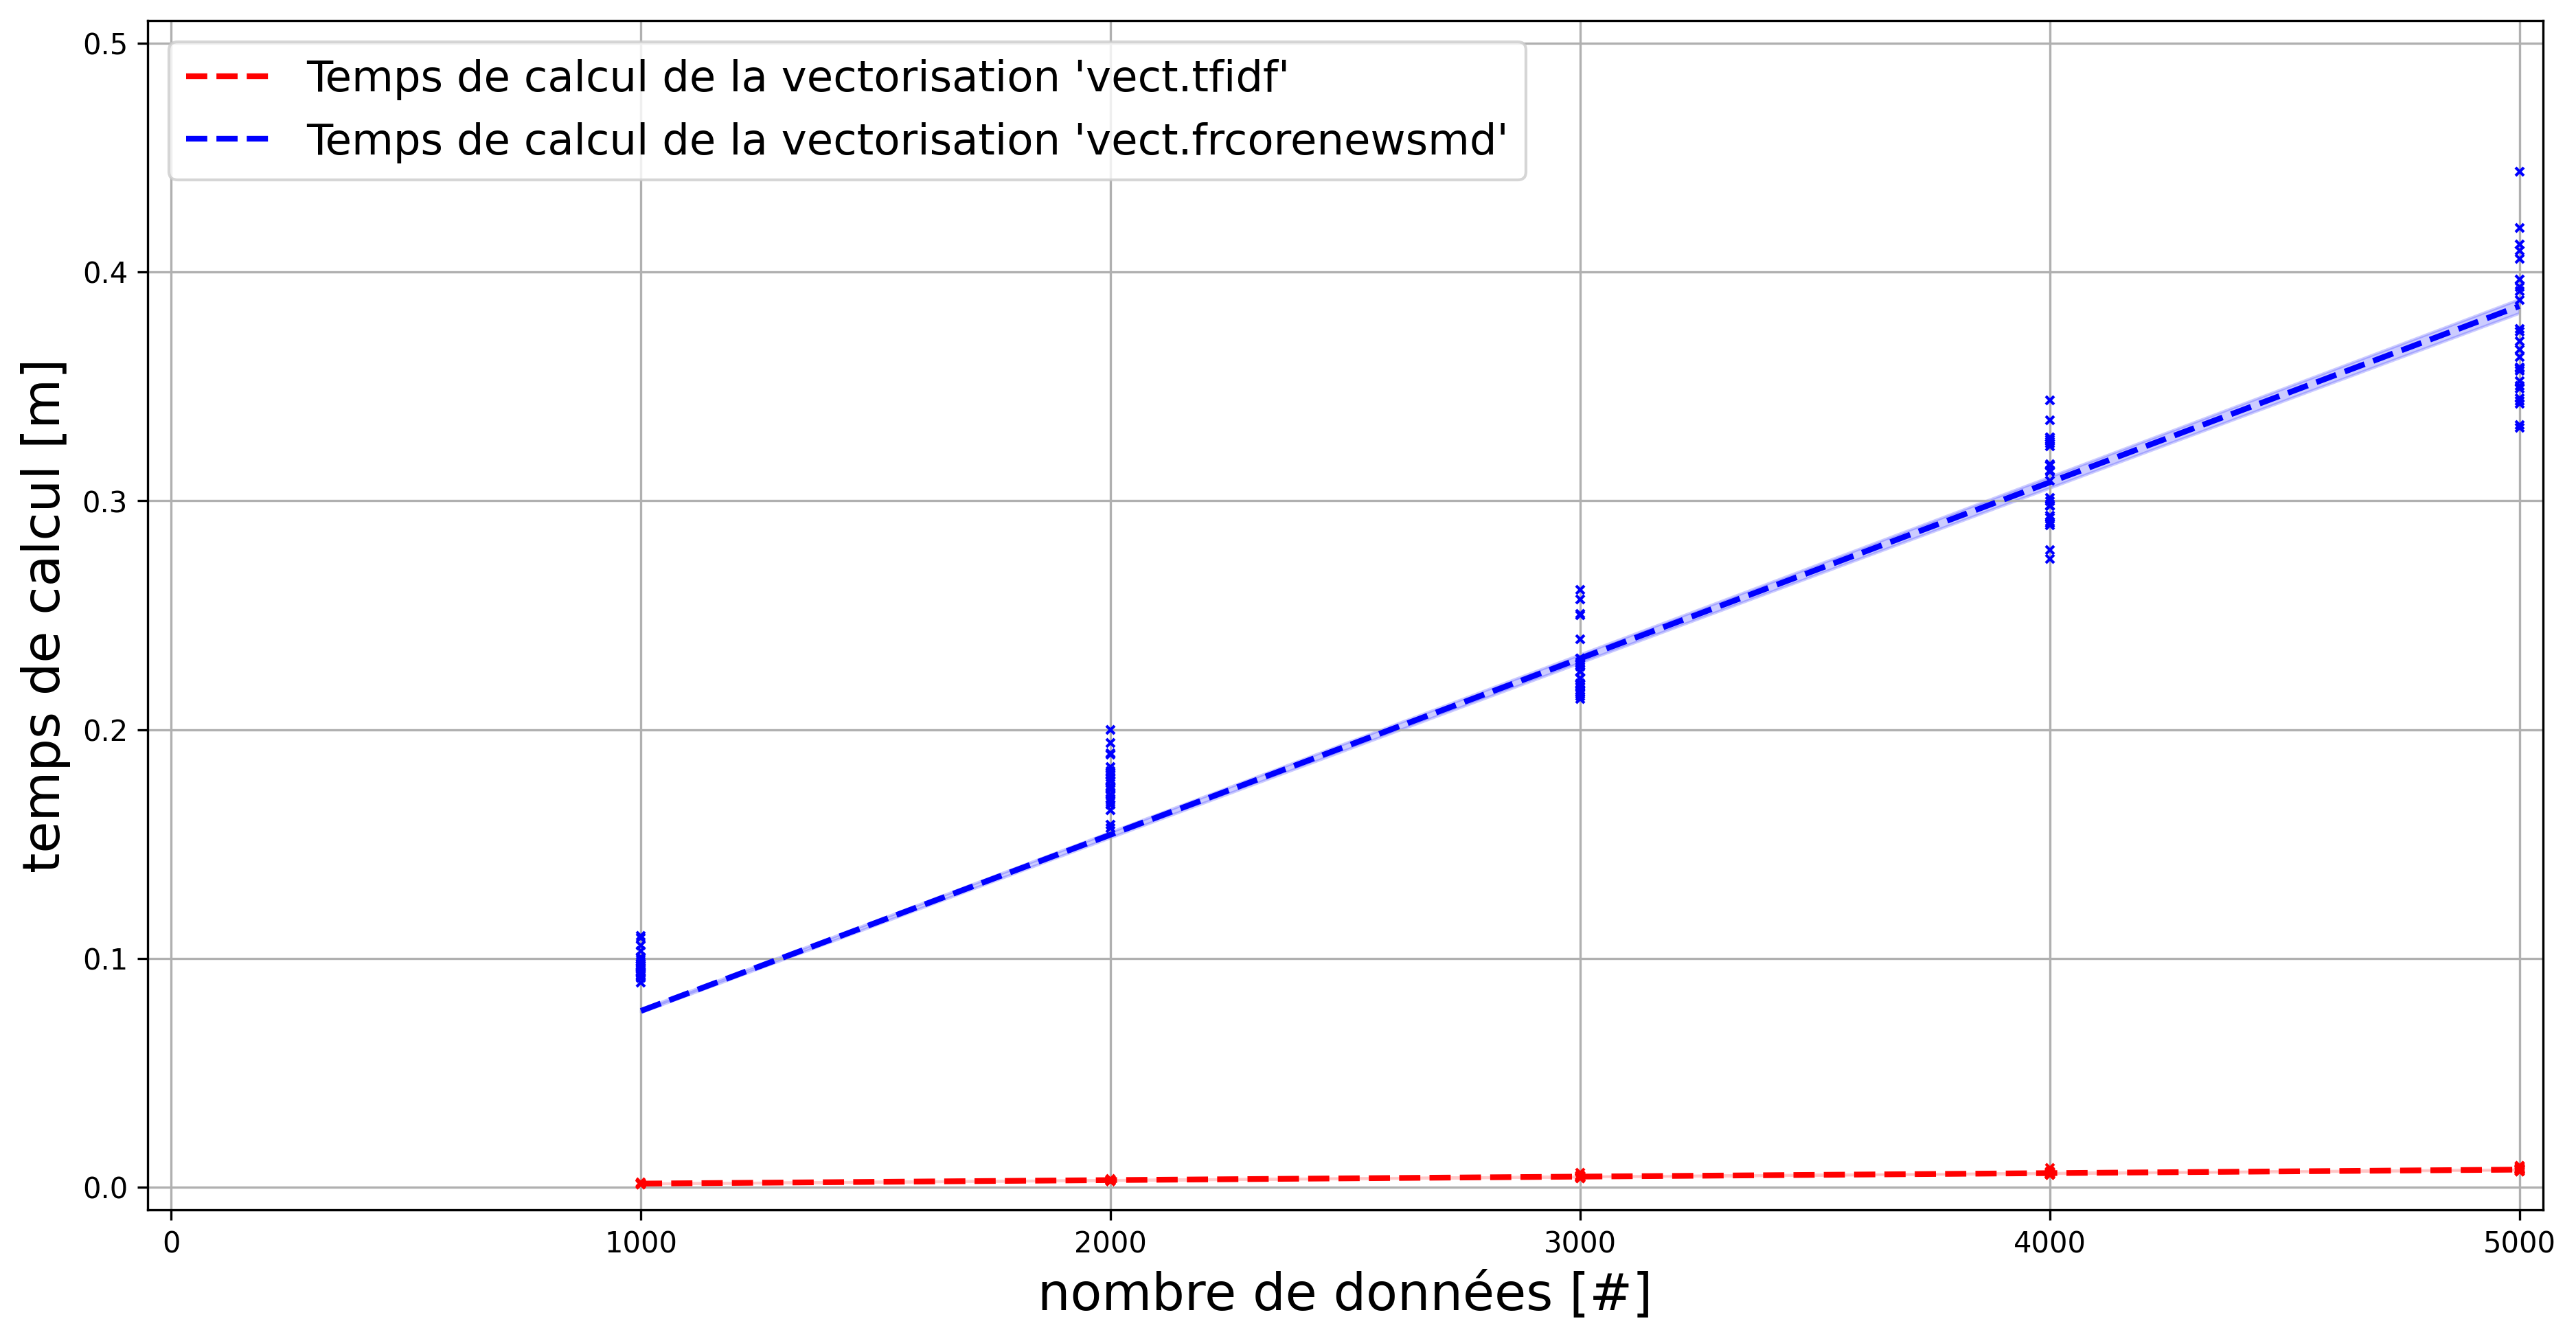 Temps de calcul de la vectorisation 'vect.tfidf'
Temps de calcul de la vectorisation 'vect.frcorenewsmd'
temps de calcul [m]
0.5
0.4
0.3
0.2
0.1
0.0
0 1000 2000 3000 4000 5000
nombre de données [#]